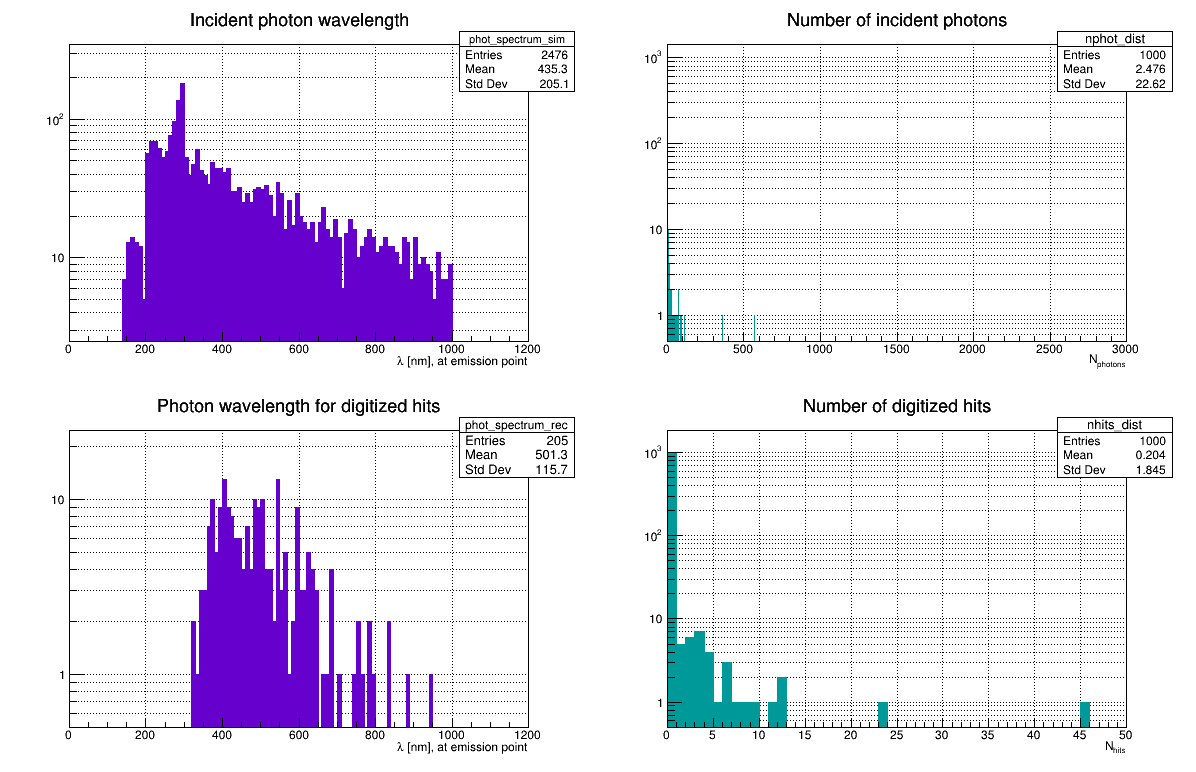 Incident photon wavelength
phot_spectrum_sim
Entries 2476
Mean 435.3
Std Dev 205.1
10²
10
0 200 400 600 800 1000 1200
λ [nm], at emission point
Number of incident photons
nphot_dist
Entries 1000
Mean 2.476
Std Dev 22.62
10³
10²
10
1
0 500 1000 1500 2000 2500 3000
Nphotons
Photon wavelength for digitized hits
phot_spectrum_rec
Entries 205
Mean 501.3
Std Dev 115.7
10
1
0 200 400 600 800 1000 1200
λ [nm], at emission point
Number of digitized hits
nhits_dist
Entries 1000
Mean 0.204
Std Dev 1.845
10³
10²
10
1
0 5 10 15 20 25 30 35 40 45 50
Nhits